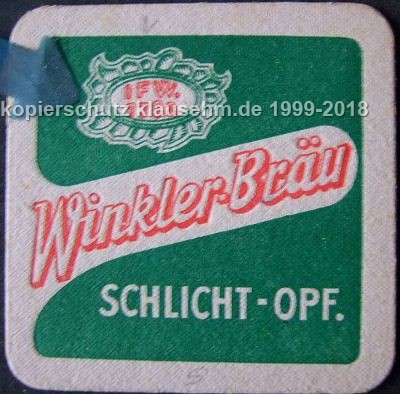 IFW.
kopierschutz klausehm.de 1999-2018
Winkler-Bräu
SCHLICHT-OPF.